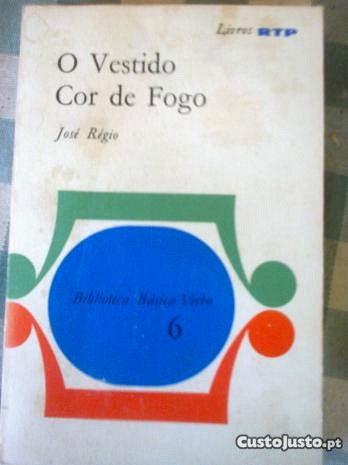 Livros RTP
O Vestido
Cor de Fogo
José Régio
Biblioteca Básica Verbo
6
CustoJusto.pt